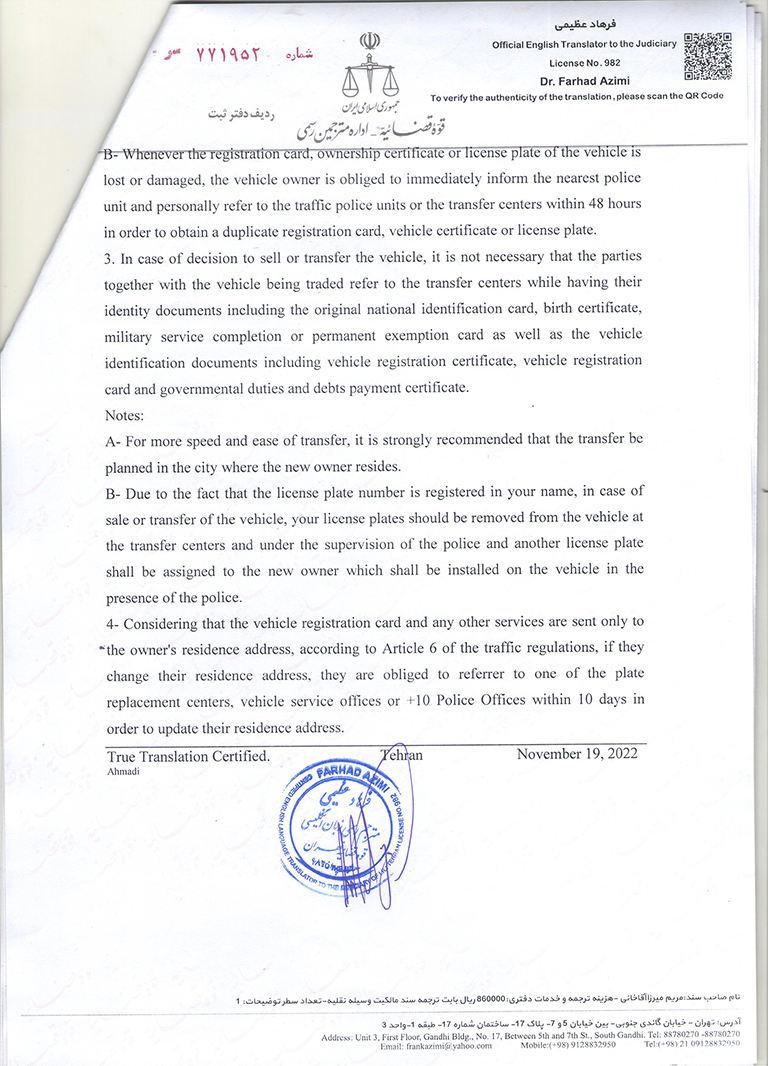 فرهاد عظیمی
Official English Translator to the Judiciary
License No. 982
Dr. Farhad Azimi
To verify the authenticity of the translation, please scan the QR Code
شماره ۷۷۱۹۵۲
جمهوری اسلامی ایران
قوهٔ قضائیه - اداره مترجمین رسمی
ردیف دفتر ثبت
B- Whenever the registration card, ownership certificate or license plate of the vehicle is
lost or damaged, the vehicle owner is obliged to immediately inform the nearest police
unit and personally refer to the traffic police units or the transfer centers within 48 hours
in order to obtain a duplicate registration card, vehicle certificate or license plate.
3. In case of decision to sell or transfer the vehicle, it is not necessary that the parties
together with the vehicle being traded refer to the transfer centers while having their
identity documents including the original national identification card, birth certificate,
military service completion or permanent exemption card as well as the vehicle
identification documents including vehicle registration certificate, vehicle registration
card and governmental duties and debts payment certificate.
Notes:
A- For more speed and ease of transfer, it is strongly recommended that the transfer be
planned in the city where the new owner resides.
B- Due to the fact that the license plate number is registered in your name, in case of
sale or transfer of the vehicle, your license plates should be removed from the vehicle at
the transfer centers and under the supervision of the police and another license plate
shall be assigned to the new owner which shall be installed on the vehicle in the
presence of the police.
4- Considering that the vehicle registration card and any other services are sent only to
the owner's residence address, according to Article 6 of the traffic regulations, if they
change their residence address, they are obliged to referrer to one of the plate
replacement centers, vehicle service offices or +10 Police Offices within 10 days in
order to update their residence address.
True Translation Certified. Tehran November 19, 2022
Ahmadi
FARHAD AZIMI
CERTIFIED ENGLISH LANGUAGE TRANSLATOR TO THE
LICENSE NO 982
فرهاد عظیمی
نام صاحب سند: مریم میرزاآقاخانی -هزینه ترجمه و خدمات دفتری: 860000 ریال بابت ترجمه سند مالکیت وسیله نقلیه-تعداد سطر توضیحات: 1
آدرس: تهران - خیابان گاندی جنوبی- بین خیابان 5 و 7- پلاک 17- ساختمان شماره 17- طبقه 1-واحد 3
Address: Unit 3, First Floor, Gandhi Bldg., No. 17, Between 5th and 7th St., South Gandhi. Tel: 88780270 -88780270
Email: frankazimi@yahoo.com Mobile:(+98) 9128832950 Tel:(+98) 21 09128832950